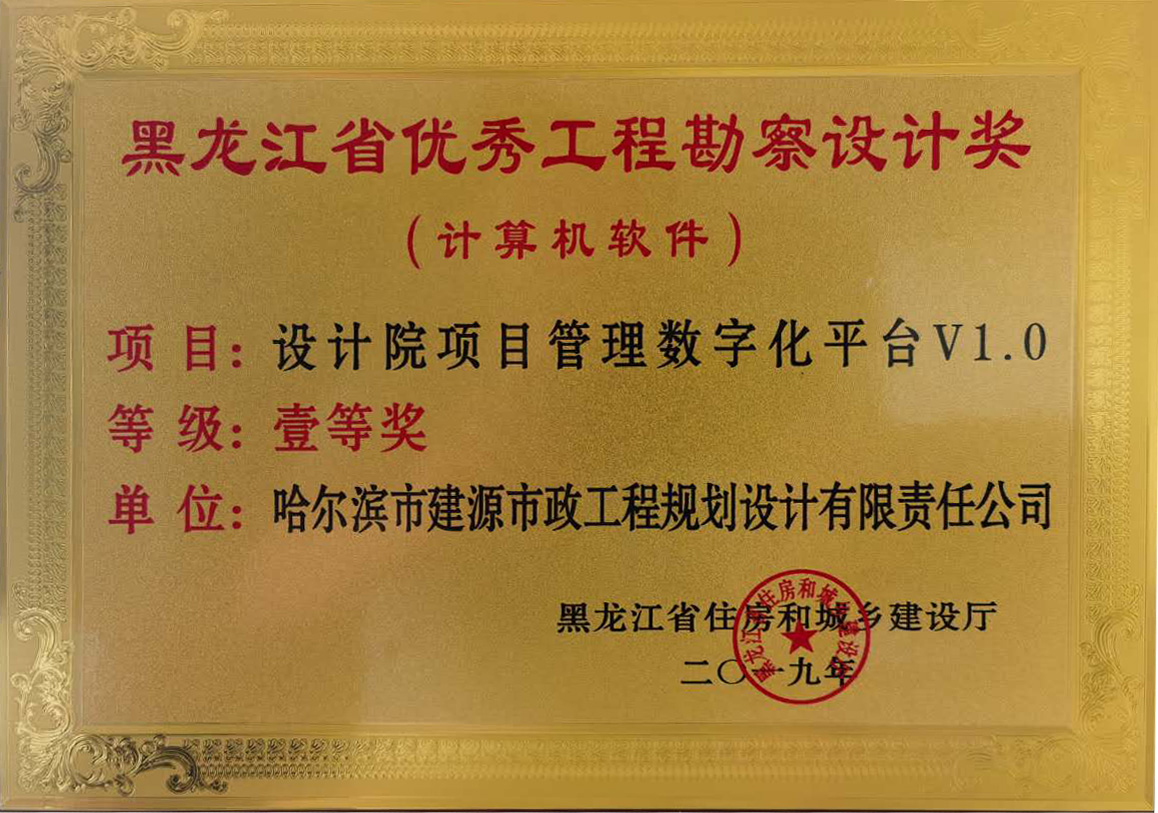 黑龙江省优秀工程勘察设计奖
(计算机软件)
项 目: 设计院项目管理数字化平台V1.0
等 级: 壹等奖
单 位: 哈尔滨市建源市政工程规划设计有限责任公司
黑龙江省住房和城乡建设厅
二〇一九年